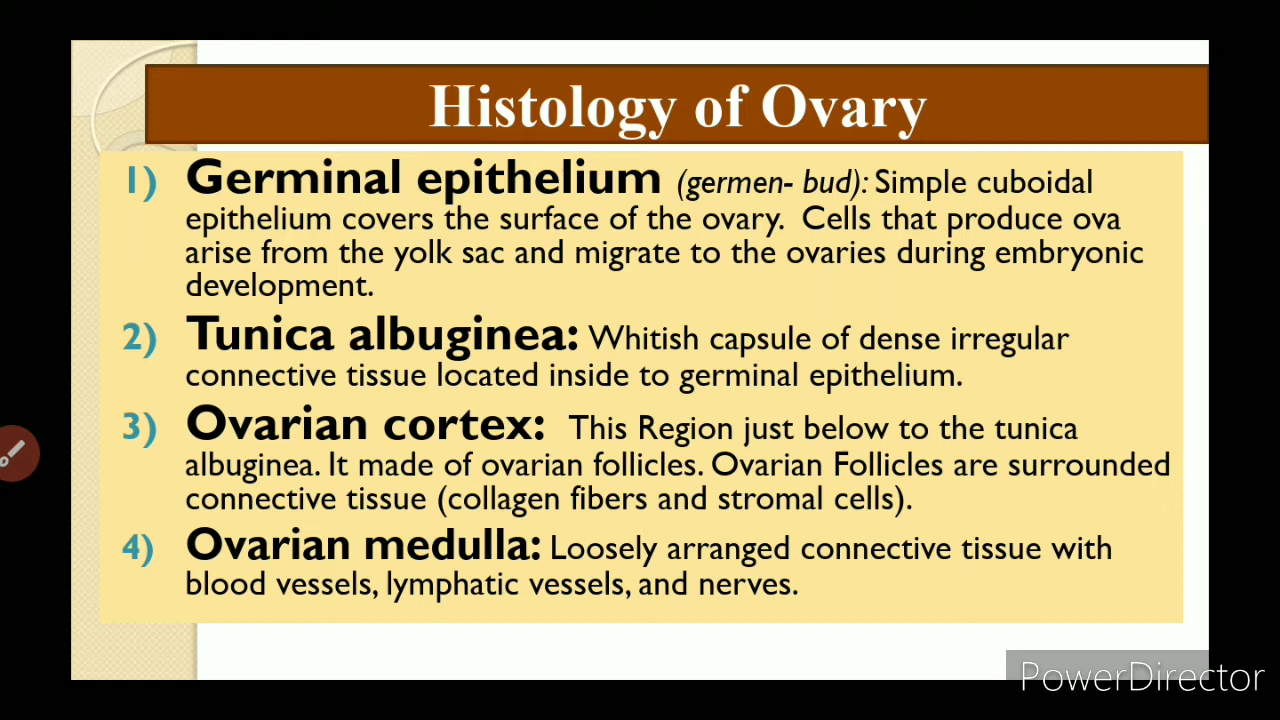 Histology of Ovary
1) Germinal epithelium (germen- bud): Simple cuboidal
epithelium covers the surface of the ovary. Cells that produce ova
arise from the yolk sac and migrate to the ovaries during embryonic
development.
2) Tunica albuginea: Whitish capsule of dense irregular
connective tissue located inside to germinal epithelium.
3) Ovarian cortex: This Region just below to the tunica
albuginea. It made of ovarian follicles. Ovarian Follicles are surrounded
connective tissue (collagen fibers and stromal cells).
4) Ovarian medulla: Loosely arranged connective tissue with
blood vessels, lymphatic vessels, and nerves.
PowerDirector